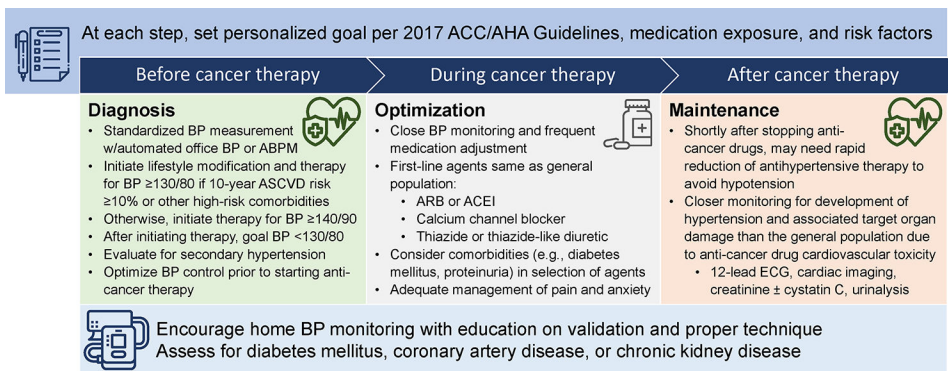 At each step, set personalized goal per 2017 ACC/AHA Guidelines, medication exposure, and risk factors
Before cancer therapy
During cancer therapy
After cancer therapy
Diagnosis
• Standardized BP measurement
w/automated office BP or ABPM
• Initiate lifestyle modification and therapy
for BP ≥130/80 if 10-year ASCVD risk
≥10% or other high-risk comorbidities
• Otherwise, initiate therapy for BP ≥140/90
• After initiating therapy, goal BP <130/80
• Evaluate for secondary hypertension
• Optimize BP control prior to starting anti-
cancer therapy
Optimization
• Close BP monitoring and frequent
medication adjustment
• First-line agents same as general
population:
• ARB or ACEI
• Calcium channel blocker
• Thiazide or thiazide-like diuretic
• Consider comorbidities (e.g., diabetes
mellitus, proteinuria) in selection of agents
• Adequate management of pain and anxiety
Maintenance
• Shortly after stopping anti-
cancer drugs, may need rapid
reduction of antihypertensive therapy to
avoid hypotension
• Closer monitoring for development of
hypertension and associated target organ
damage than the general population due
to anti-cancer drug cardiovascular toxicity
• 12-lead ECG, cardiac imaging,
creatinine ± cystatin C, urinalysis
Encourage home BP monitoring with education on validation and proper technique
Assess for diabetes mellitus, coronary artery disease, or chronic kidney disease